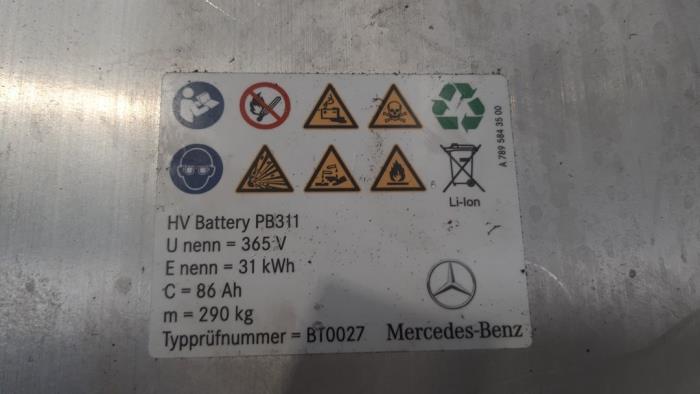 A 789 584 35 00
Li-Ion
HV Battery PB311
U nenn = 365 V
E nenn = 31 kWh
C = 86 Ah
m = 290 kg
Typprüfnummer = BT0027
Mercedes-Benz